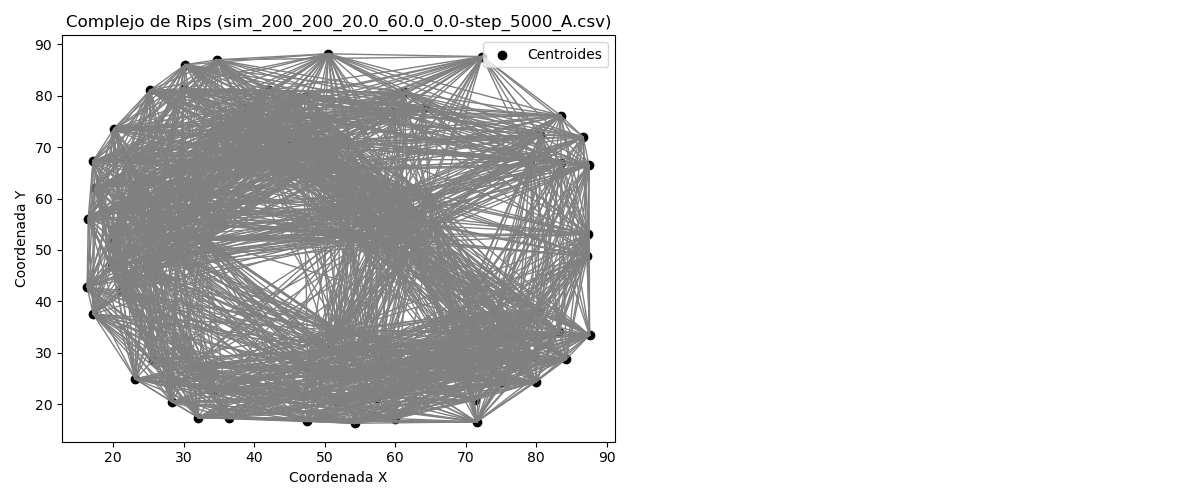 Complejo de Rips (sim_200_200_20.0_60.0_0.0-step_5000_A.csv)
Centroides
90
80
70
60
50
40
30
20
Coordenada Y
20 30 40 50 60 70 80 90
Coordenada X